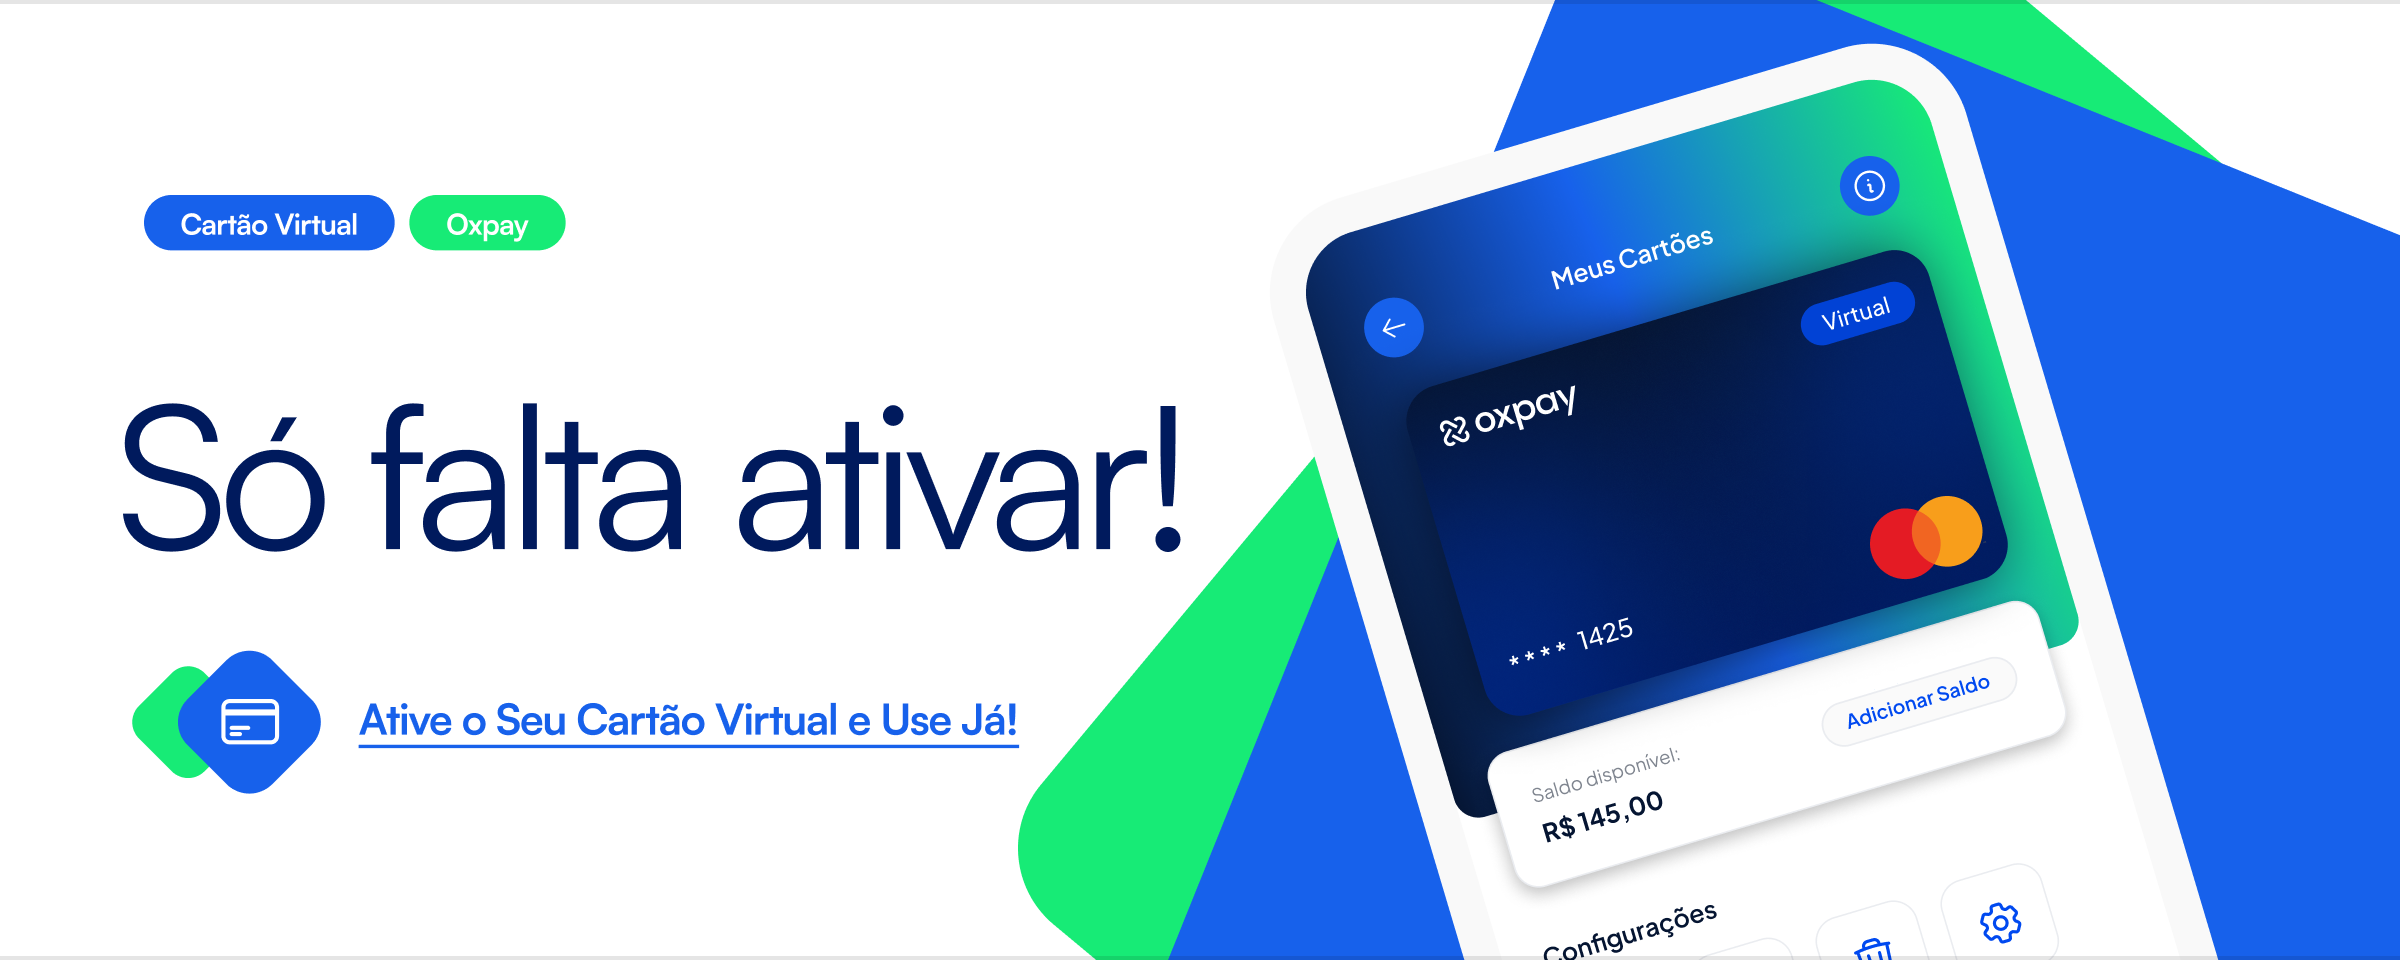 Cartão Virtual
Oxpay
Só falta ativar!
Ative o Seu Cartão Virtual e Use Já!
Meus Cartões
Virtual
oxpay
**** 1425
Adicionar Saldo
Saldo disponível:
R$ 145,00
Configurações